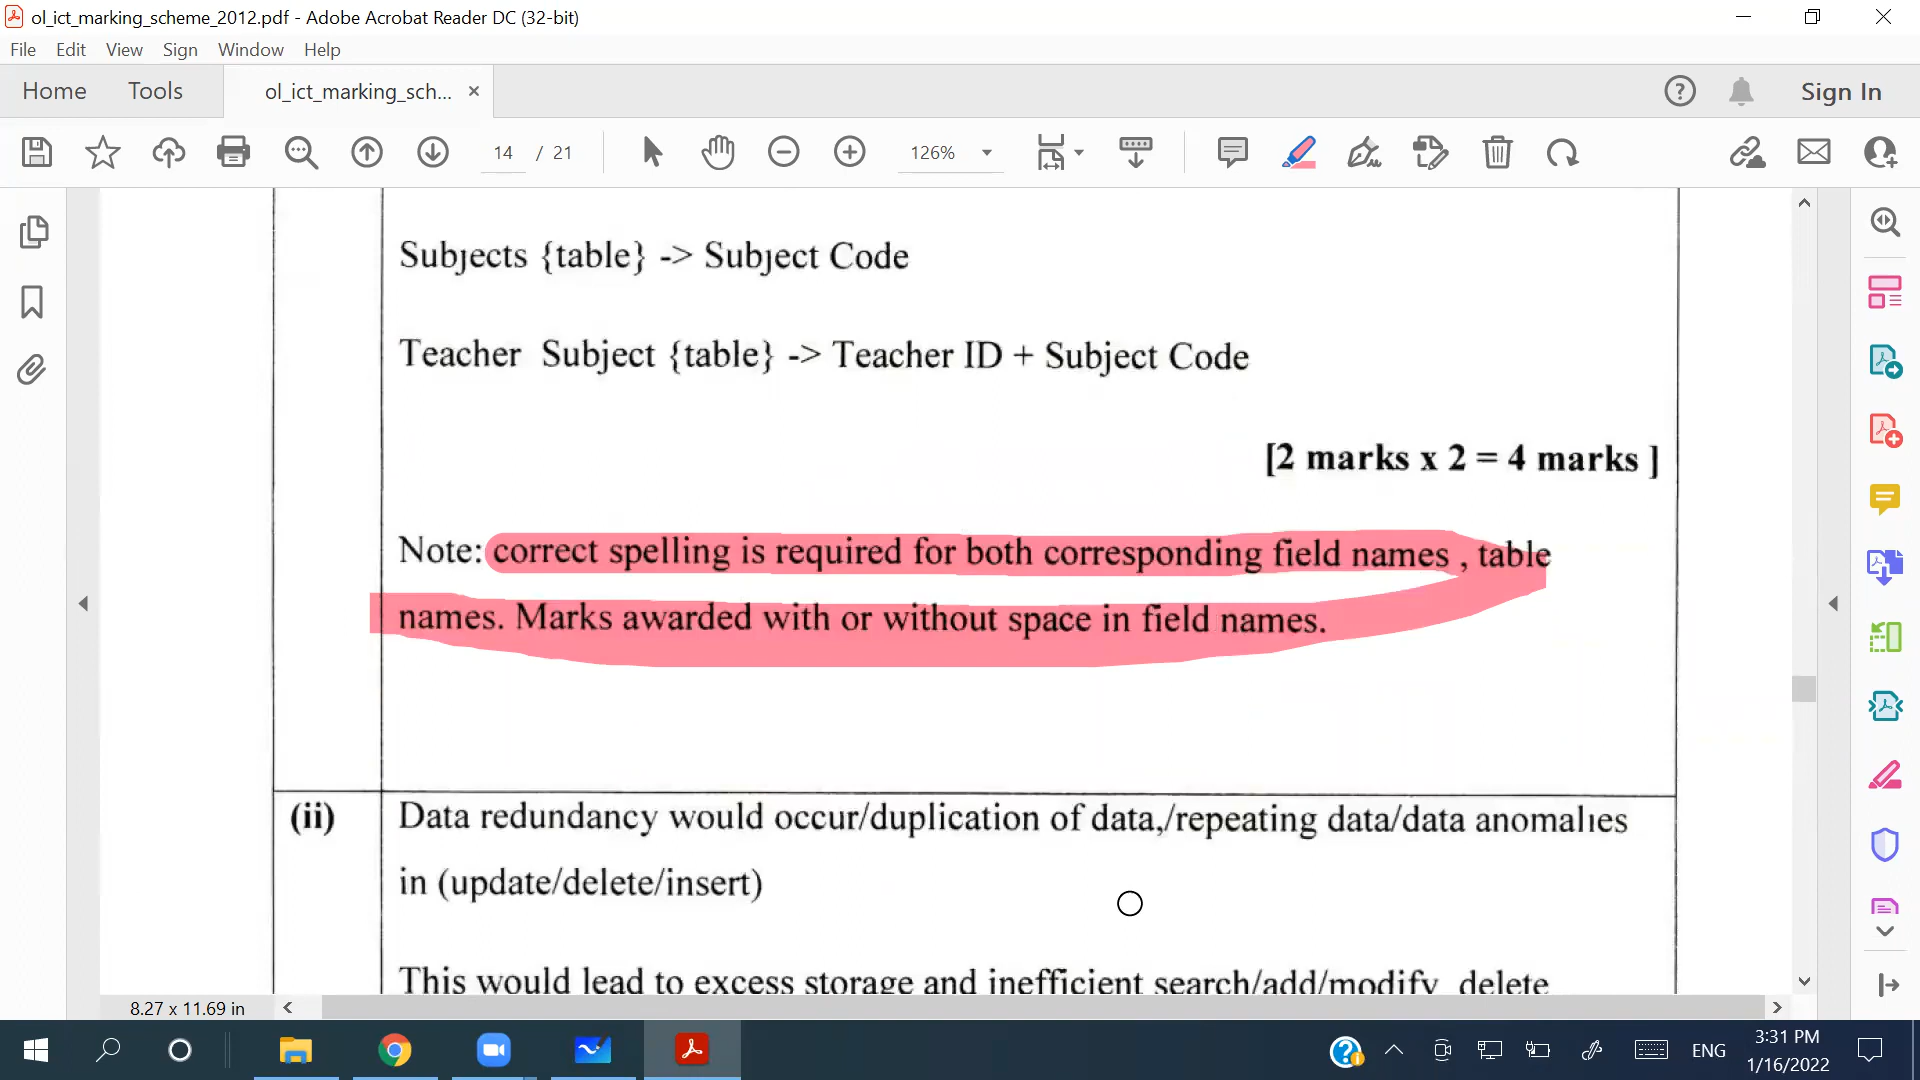 ol_ict_marking_scheme_2012.pdf - Adobe Acrobat Reader DC (32-bit)
File Edit View Sign Window Help
Home Tools ol_ict_marking_sch... × Sign In
14 / 21 126%
Subjects {table} -> Subject Code
Teacher Subject {table} -> Teacher ID + Subject Code
[2 marks x 2 = 4 marks ]
Note: correct spelling is required for both corresponding field names , table
names. Marks awarded with or without space in field names.
(ii) Data redundancy would occur/duplication of data,/repeating data/data anomalies
in (update/delete/insert)
This would lead to excess storage and inefficient search/add/modify delete
8.27 x 11.69 in
ENG
3:31 PM
1/16/2022